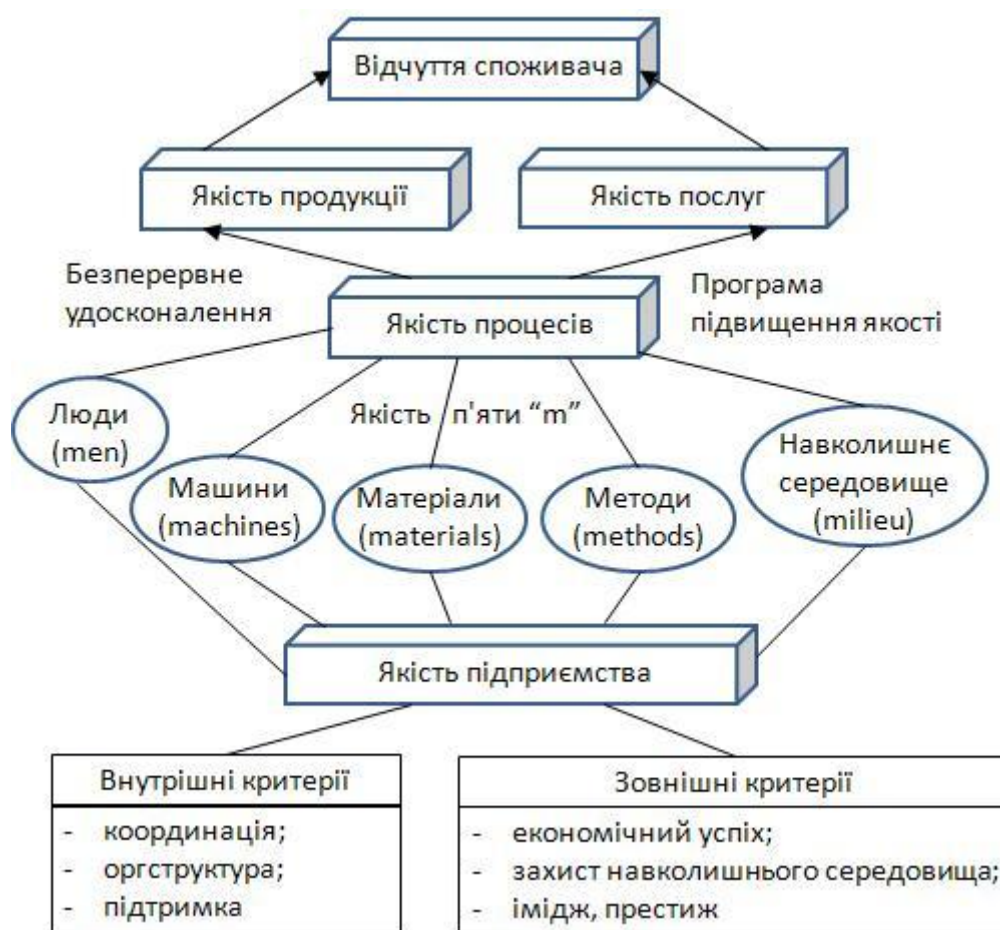 Відчуття споживача
Якість продукції
Якість послуг
Безперервне
удосконалення
Програма
підвищення якості
Якість процесів
Якість п'яти “m”
Люди
(men)
Машини
(machines)
Матеріали
(materials)
Методи
(methods)
Навколишнє
середовище
(milieu)
Якість підприємства
Внутрішні критерії
- координація;
- оргструктура;
- підтримка
Зовнішні критерії
- економічний успіх;
- захист навколишнього середовища;
- імідж, престиж